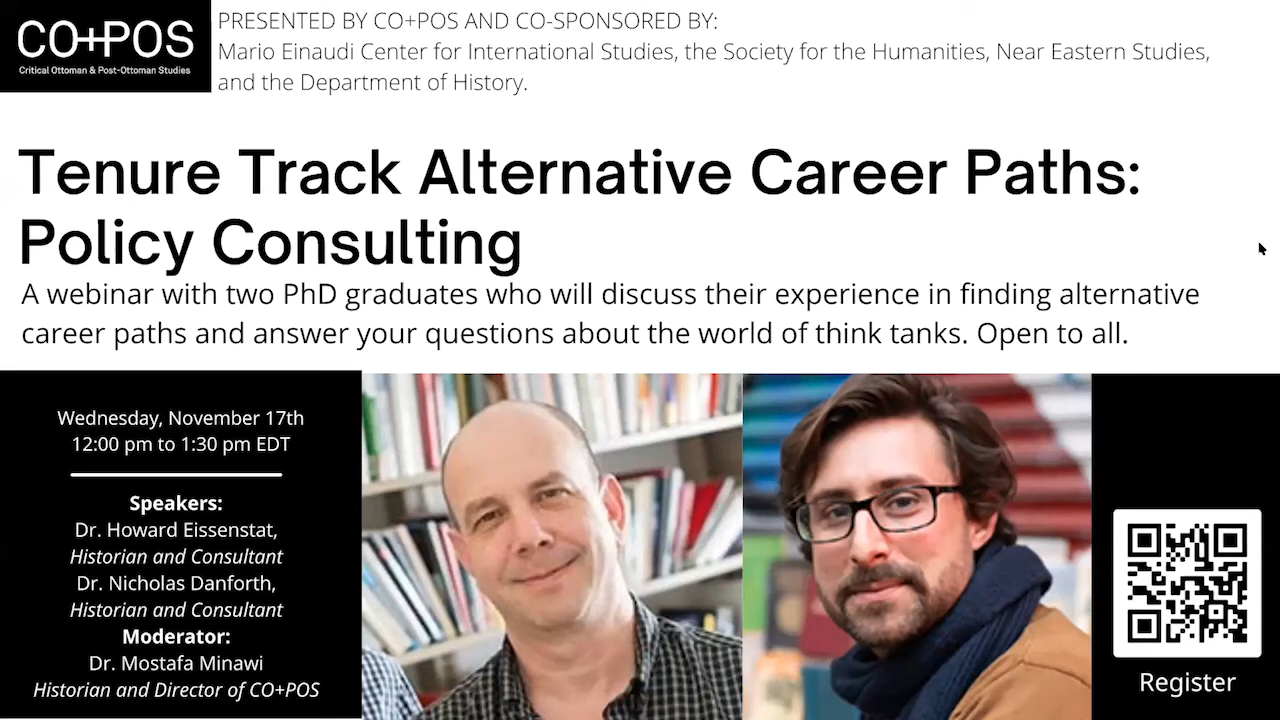 CO+POS
Critical Ottoman & Post-Ottoman Studies
PRESENTED BY CO+POS AND CO-SPONSORED BY:
Mario Einaudi Center for International Studies, the Society for the Humanities, Near Eastern Studies,
and the Department of History.
Tenure Track Alternative Career Paths:
Policy Consulting
A webinar with two PhD graduates who will discuss their experience in finding alternative
career paths and answer your questions about the world of think tanks. Open to all.
Wednesday, November 17th
12:00 pm to 1:30 pm EDT
Speakers:
Dr. Howard Eissenstat,
Historian and Consultant
Dr. Nicholas Danforth,
Historian and Consultant
Moderator:
Dr. Mostafa Minawi
Historian and Director of CO+POS
Register